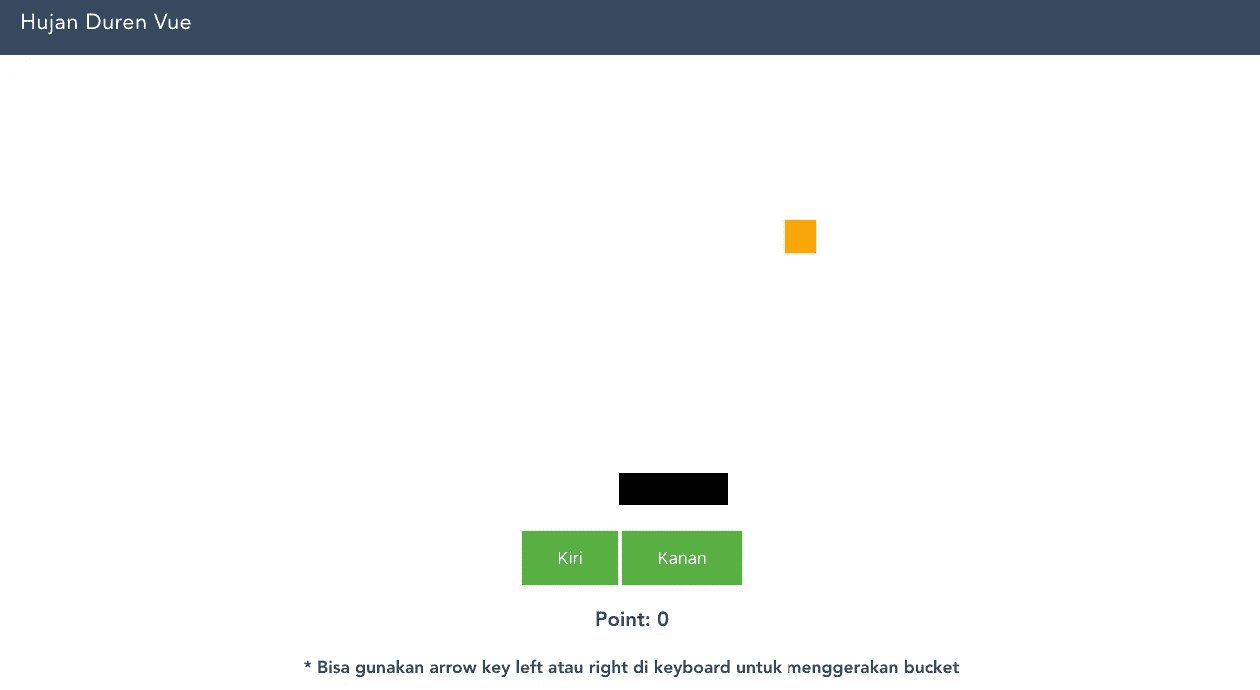 Hujan Duren Vue
Kiri
Kanan
Point: 0
* Bisa gunakan arrow key left atau right di keyboard untuk menggerakan bucket